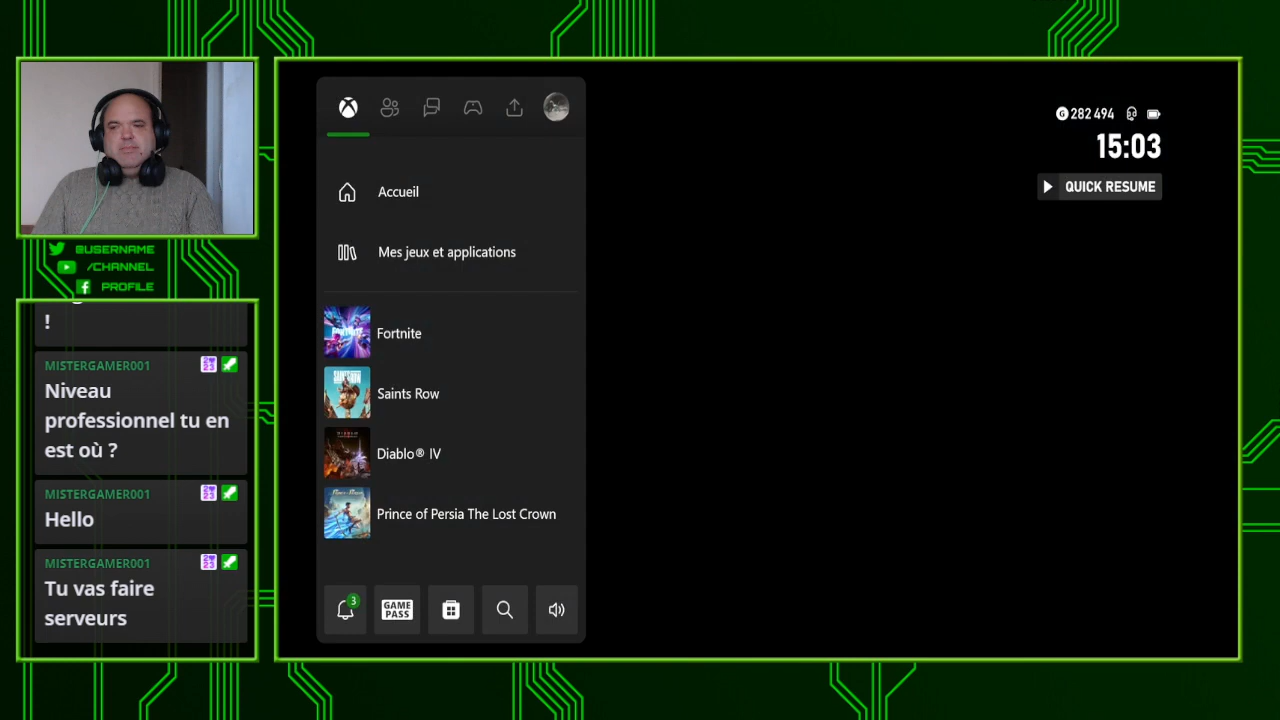 @USERNAME
/CHANNEL
PROFILE
!
MISTERGAMER001
Niveau
professionnel tu en
est où ?
MISTERGAMER001
Hello
MISTERGAMER001
Tu vas faire
serveurs
Accueil
Mes jeux et applications
Fortnite
Saints Row
Diablo® IV
Prince of Persia The Lost Crown
3
GAME
PASS
G 282 494
15:03
QUICK RESUME